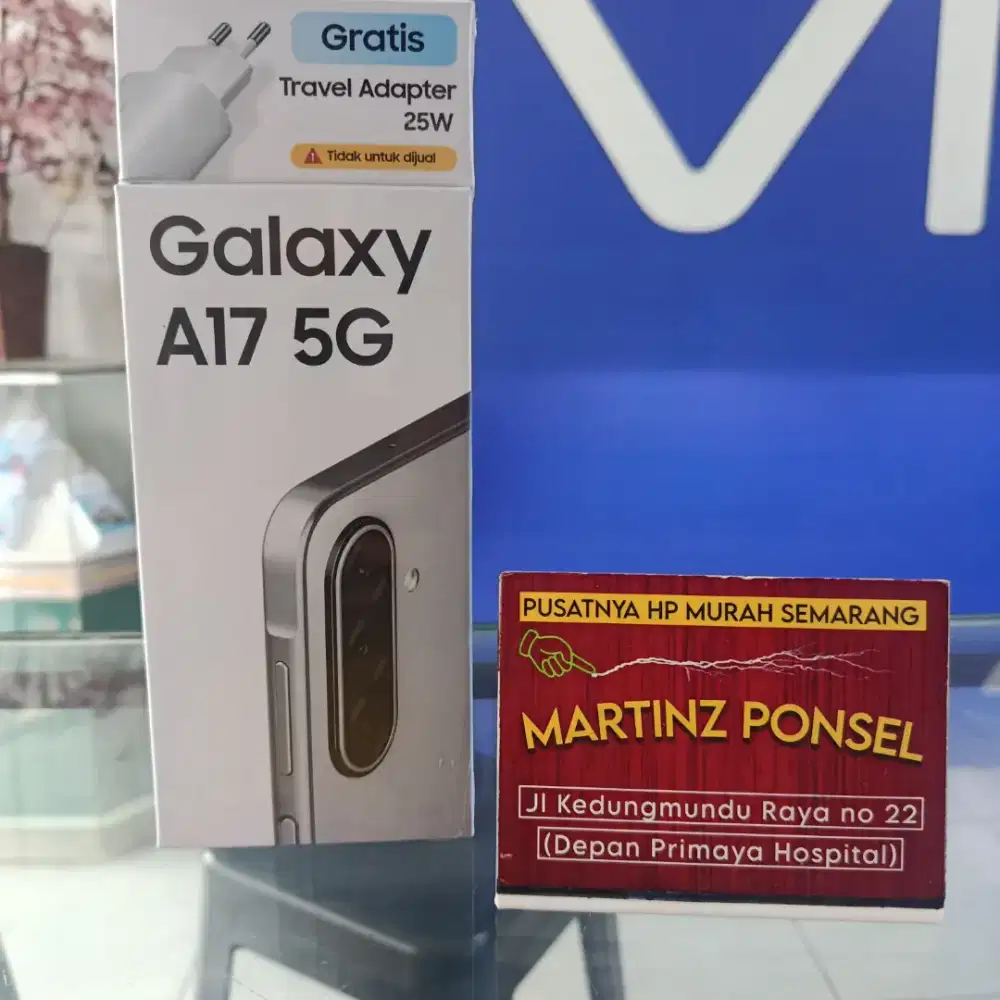 Gratis
Travel Adapter
25W
Tidak untuk dijual
Galaxy
A17 5G
PUSATNYA HP MURAH SEMARANG
MARTINZ PONSEL
Jl Kedungmundu Raya no 22
(Depan Primaya Hospital)